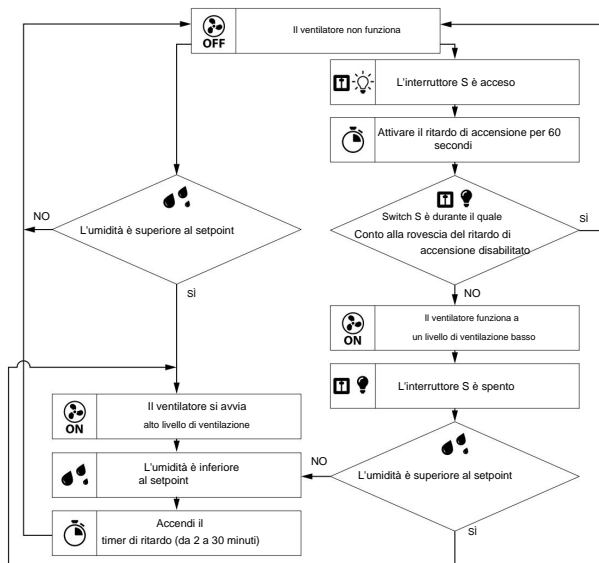 OFF
Il ventilatore non funziona
L'interruttore S è acceso
Attivare il ritardo di accensione per 60
secondi
NO
L'umidità è superiore al setpoint
SÌ
Switch S è durante il quale
Conto alla rovescia del ritardo di
accensione disabilitato
SÌ
NO
ON
Il ventilatore funziona a
un livello di ventilazione basso
L'interruttore S è spento
ON
Il ventilatore si avvia
alto livello di ventilazione
L'umidità è inferiore
al setpoint
NO
L'umidità è superiore al setpoint
SÌ
Accendi il
timer di ritardo (da 2 a 30 minuti)